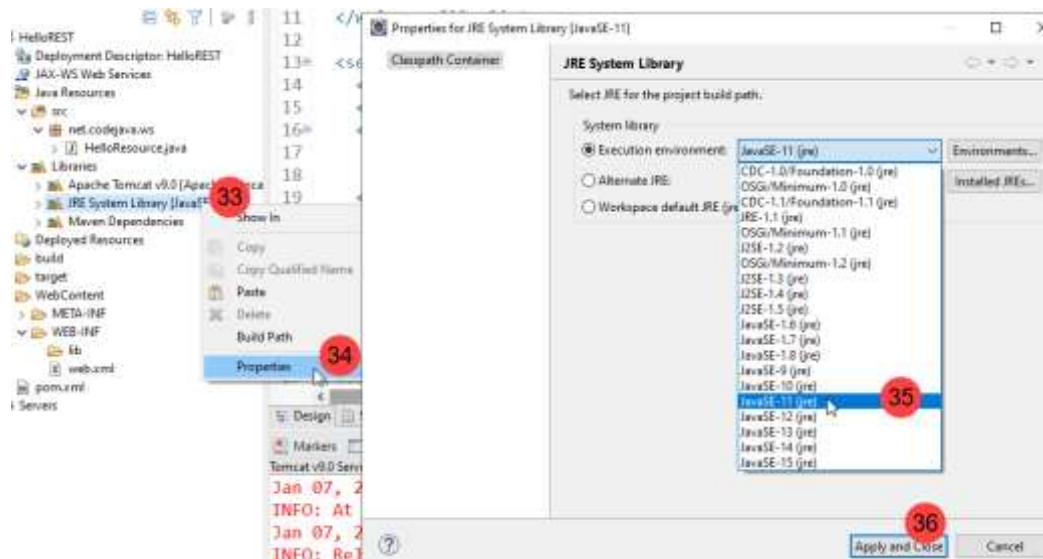 HelloREST
Deployment Descriptor: HelloREST
JAX-WS Web Services
Java Resources
src
net.codejava.ws
HelloResource.java
Libraries
Apache Tomcat v9.0 [Apac
JRE System Library [JavaS
Maven Dependencies
Deployed Resources
build
target
WebContent
META-INF
WEB-INF
lib
web.xml
pom.xml
Servers
33
Show In
Copy
Copy Qualified Name
Paste
Delete
Build Path
Properties
34
11
12
13
14
15
16
17
18
19
<se
Design
Markers
Tomcat v9.0 Serv
Jan 07, 2
INFO: At
Jan 07, 2
INFO: Rel
Properties for JRE System Library [JavaSE-11]
Classpath Container
JRE System Library
Select JRE for the project build path.
System library
Execution environment:
JavaSE-11 (jre)
Environments...
Alternate JRE:
Installed JREs...
Workspace default JRE (jre
CDC-1.0/Foundation-1.0 (jre)
OSGi/Minimum-1.0 (jre)
CDC-1.1/Foundation-1.1 (jre)
JRE-1.1 (jre)
OSGi/Minimum-1.1 (jre)
J2SE-1.2 (jre)
OSGi/Minimum-1.2 (jre)
J2SE-1.3 (jre)
J2SE-1.4 (jre)
J2SE-1.5 (jre)
JavaSE-1.6 (jre)
JavaSE-1.7 (jre)
JavaSE-1.8 (jre)
JavaSE-9 (jre)
JavaSE-10 (jre)
JavaSE-11 (jre)
JavaSE-12 (jre)
JavaSE-13 (jre)
JavaSE-14 (jre)
JavaSE-15 (jre)
35
36
Apply and Close
Cancel